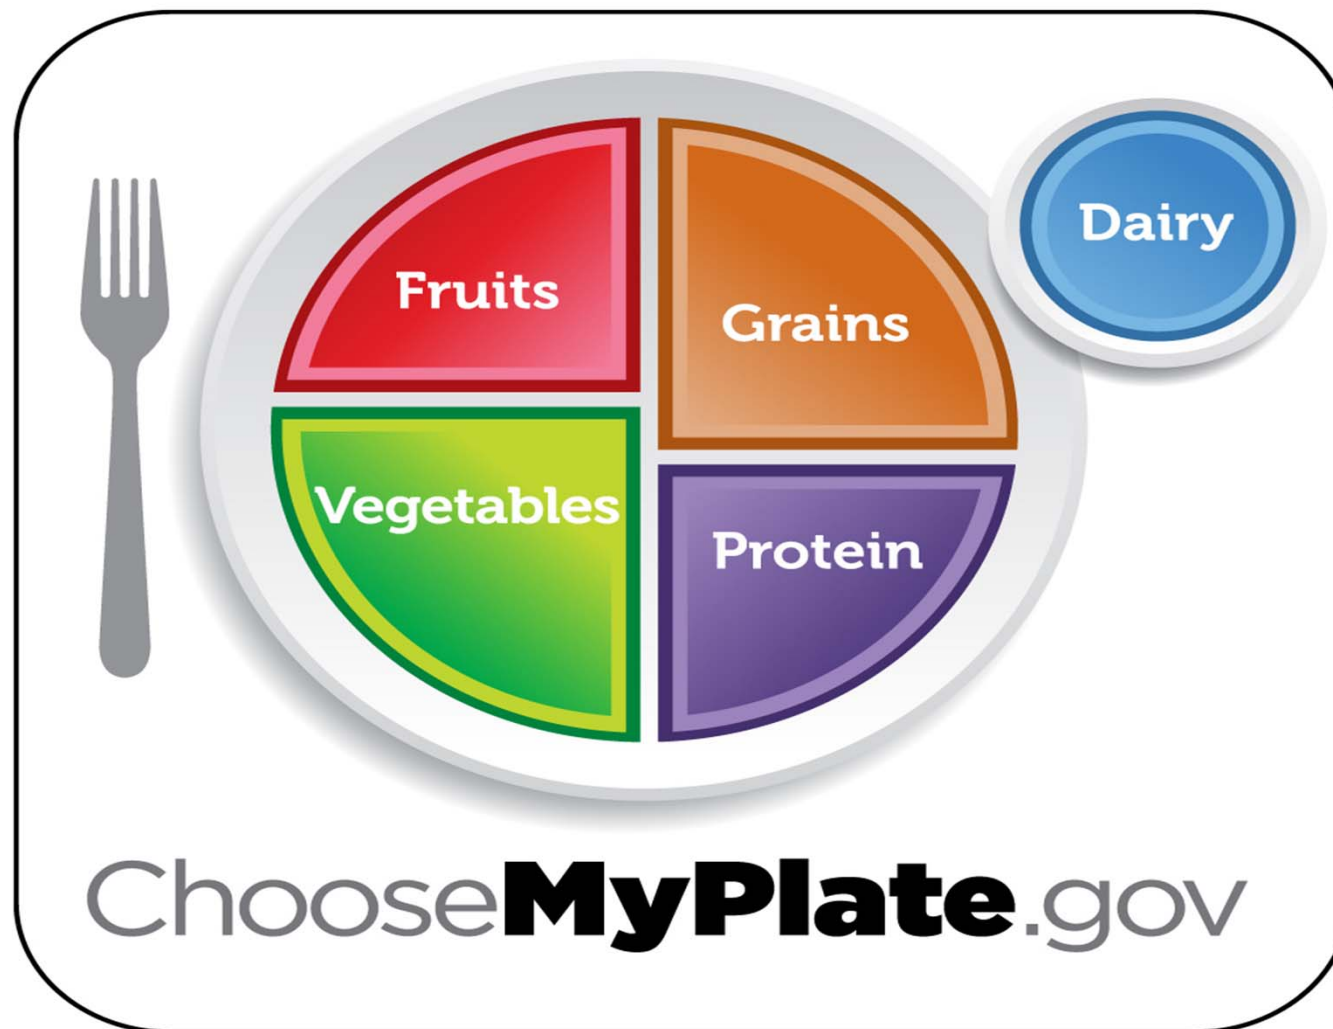 Fruits
Grains
Dairy
Vegetables
Protein
ChooseMyPlate.gov